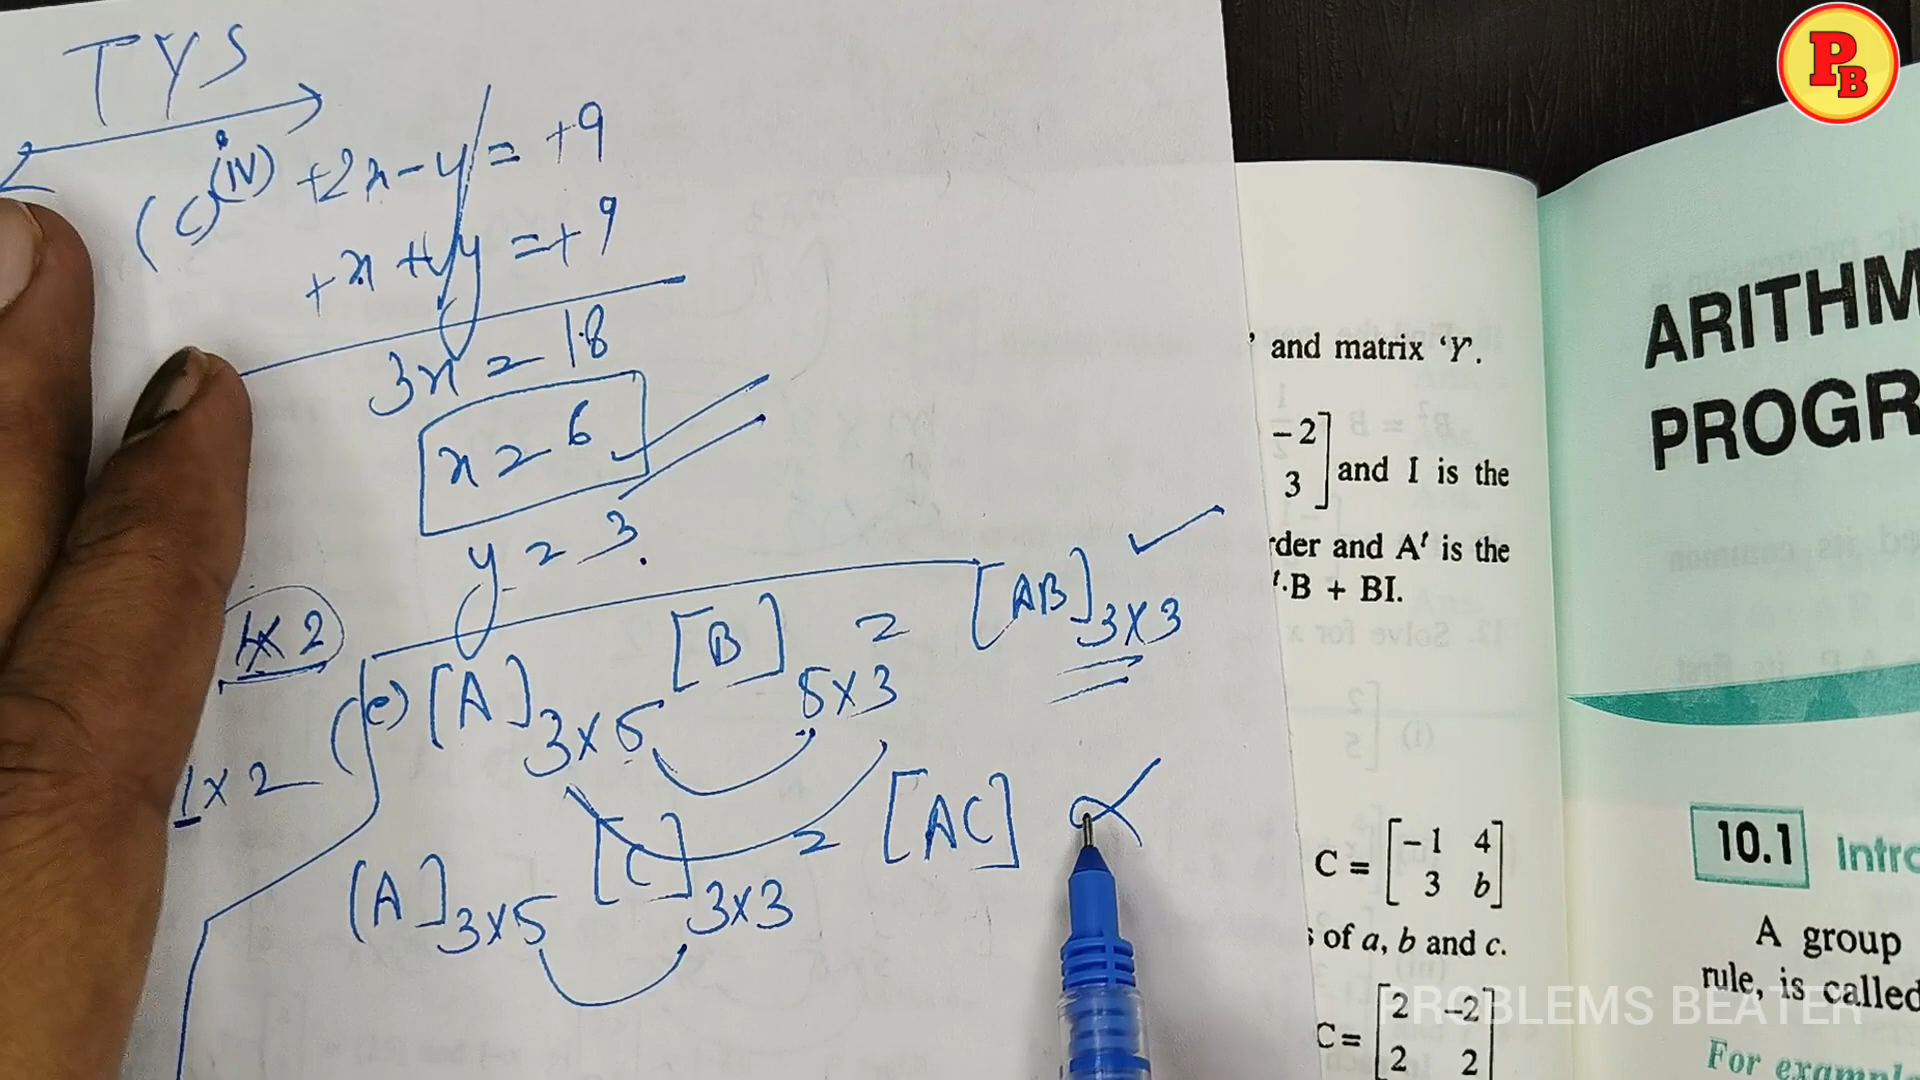 TYS
(c)(iv) +2x-y = +9
+x+y = +9
3x = 18
x = 6
y = 3.
1x2
(e) [A]3x5 [B]5x3 = [AB]3x3
1x2
[A]3x5 [C]3x3 = [AC]
PB
' and matrix 'Y'.
-2
3 ] and I is the
rder and Aᵗ is the
ᵗ.B + BI.
C = [ -1 4
3 b ]
s of a, b and c.
C = [ 2 -2
2 2 ]
ARITHM
PROGR
10.1 Intro
A group
rule, is called
For example
PROBLEMS BEATER